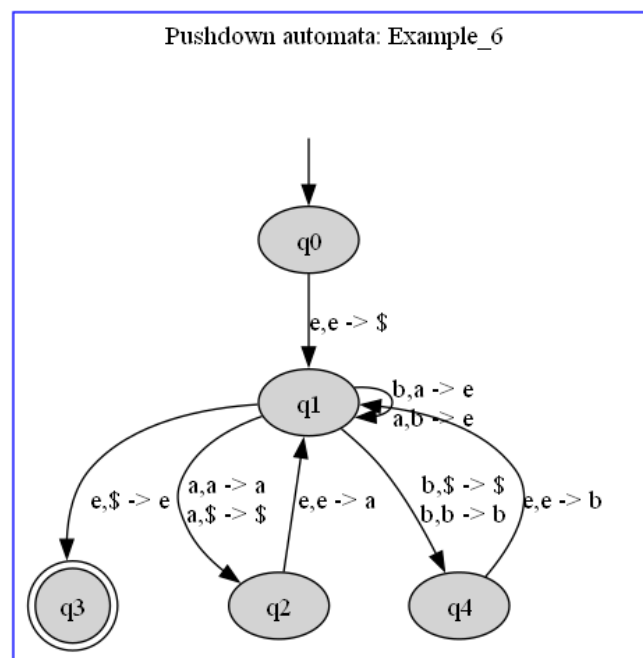 Pushdown automata: Example_6
q0
e,e -> $
q1
b,a -> e
a,b -> e
e,$ -> e
a,a -> a
a,$ -> $
e,e -> a
b,$ -> $
b,b -> b
e,e -> b
q3
q2
q4